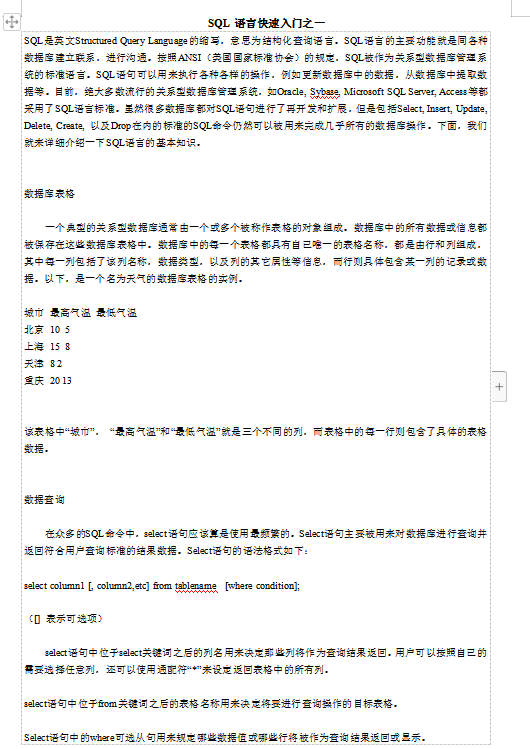 SQL 语言快速入门之一
SQL是英文Structured Query Language的缩写，意思为结构化查询语言。SQL语言的主要功能就是同各种
数据库建立联系，进行沟通。按照ANSI（美国国家标准协会）的规定，SQL被作为关系型数据库管理系
统的标准语言。SQL语句可以用来执行各种各样的操作，例如更新数据库中的数据，从数据库中提取数
据等。目前，绝大多数流行的关系型数据库管理系统，如Oracle, Sybase, Microsoft SQL Server, Access等都
采用了SQL语言标准。虽然很多数据库都对SQL语句进行了再开发和扩展，但是包括Select, Insert, Update,
Delete, Create, 以及Drop在内的标准的SQL命令仍然可以被用来完成几乎所有的数据库操作。下面，我们
就来详细介绍一下SQL语言的基本知识。
数据库表格
一个典型的关系型数据库通常由一个或多个被称作表格的对象组成。数据库中的所有数据或信息都
被保存在这些数据库表格中。数据库中的每一个表格都具有自己唯一的表格名称，都是由行和列组成，
其中每一列包括了该列名称，数据类型，以及列的其它属性等信息，而行则具体包含某一列的记录或数
据。以下，是一个名为天气的数据库表格的实例。
城市 最高气温 最低气温
北京 10 5
上海 15 8
天津 8 2
重庆 20 13
该表格中“城市”， “最高气温”和“最低气温”就是三个不同的列，而表格中的每一行则包含了具体的表格
数据。
数据查询
在众多的SQL命令中，select语句应该算是使用最频繁的。Select语句主要被用来对数据库进行查询并
返回符合用户查询标准的结果数据。Select语句的语法格式如下：
select column1 [, column2,etc] from tablename [where condition];
（[] 表示可选项）
select语句中位于select关键词之后的列名用来决定那些列将作为查询结果返回。用户可以按照自己的
需要选择任意列，还可以使用通配符“*”来设定返回表格中的所有列。
select语句中位于from关键词之后的表格名称用来决定将要进行查询操作的目标表格。
Select语句中的where可选从句用来规定哪些数据值或哪些行将被作为查询结果返回或显示。